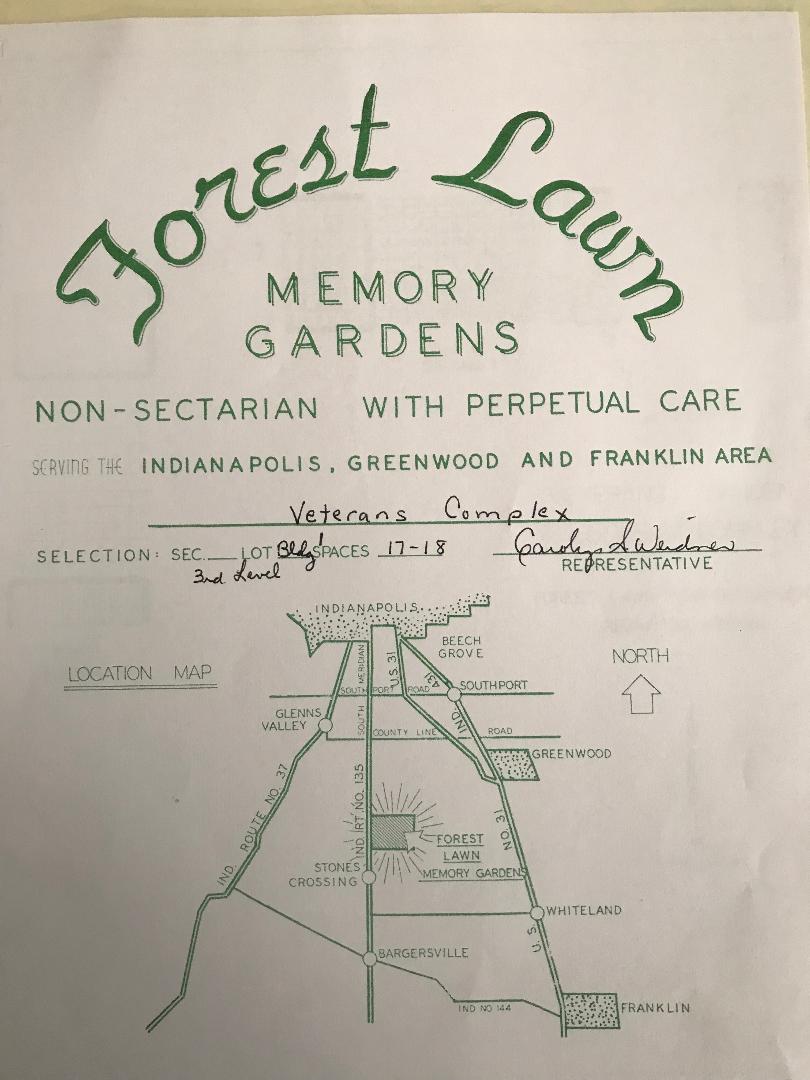 Forest Lawn
MEMORY
GARDENS
NON-SECTARIAN WITH PERPETUAL CARE
SERVING THE INDIANAPOLIS, GREENWOOD AND FRANKLIN AREA
Veterans Complex
SELECTION: SEC. LOT Bldg 1 SPACES 17-18
3rd Level
REPRESENTATIVE
INDIANAPOLIS
BEECH
GROVE
NORTH
LOCATION MAP
SOUTH MERIDIAN
U.S. 31
IND. 431
SOUTH PORT ROAD
SOUTHPORT
GLENNS
VALLEY
COUNTY LINE ROAD
GREENWOOD
IND. ROUTE NO. 37
IND. RT. NO. 135
U.S. NO. 31
FOREST
LAWN
MEMORY GARDENS
STONES
CROSSING
WHITELAND
BARGERSVILLE
IND NO 144
FRANKLIN